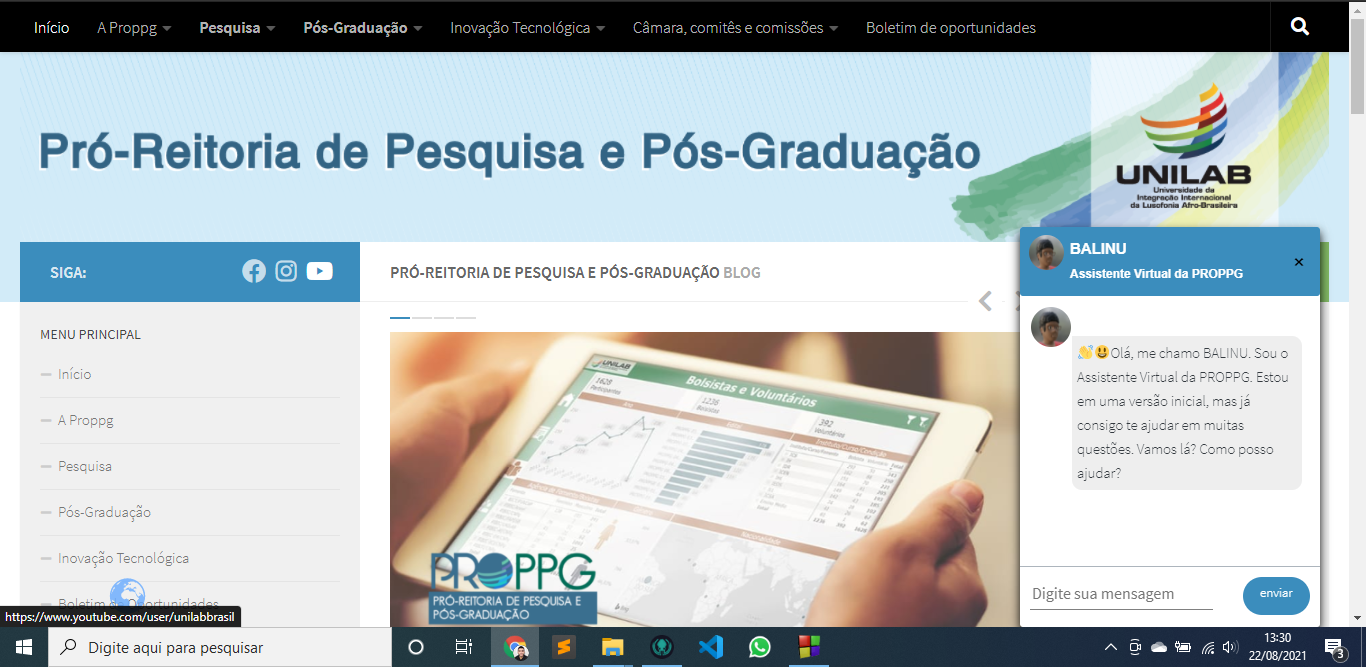 Início
A Proppg
Pesquisa
Pós-Graduação
Inovação Tecnológica
Câmara, comitês e comissões
Boletim de oportunidades
Pró-Reitoria de Pesquisa e Pós-Graduação
UNILAB
Universidade da
Integração Internacional
da Lusofonia Afro-Brasileira
SIGA:
PRÓ-REITORIA DE PESQUISA E PÓS-GRADUAÇÃO BLOG
MENU PRINCIPAL
Início
A Proppg
Pesquisa
Pós-Graduação
Inovação Tecnológica
Boletim de Oportunidades
https://www.youtube.com/user/unilabbrasil
UNILAB
Bolsistas e Voluntários
1628
Participantes
1236
Bolsistas
392
Voluntários
PROPPG
PRÓ-REITORIA DE PESQUISA E
PÓS-GRADUAÇÃO
BALINU
Assistente Virtual da PROPPG
×
👋😃Olá, me chamo BALINU. Sou o
Assistente Virtual da PROPPG. Estou
em uma versão inicial, mas já
consigo te ajudar em muitas
questões. Vamos lá? Como posso
ajudar?
Digite sua mensagem
enviar
Digite aqui para pesquisar
13:30
22/08/2021
3